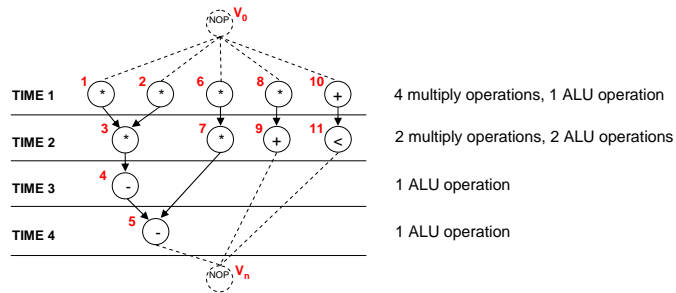 NOP V0
1 2 6 8 10
TIME 1 * * * * + 4 multiply operations, 1 ALU operation
3 7 9 11
TIME 2 * * + < 2 multiply operations, 2 ALU operations
4
TIME 3 - 1 ALU operation
5
TIME 4 - 1 ALU operation
NOP Vn